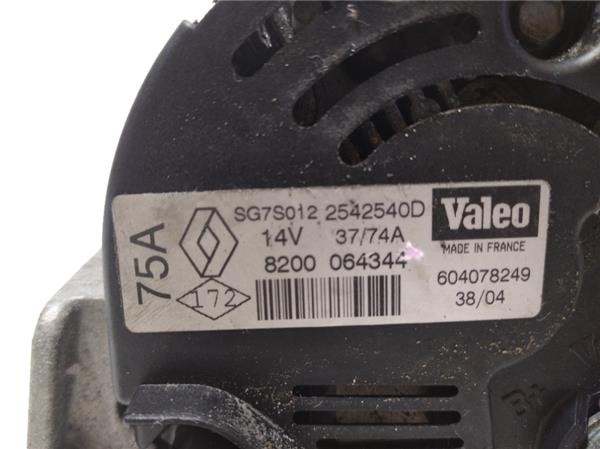 75A
SG7S012 2542540D
14V 37/74A
8200 064344
172
Valeo
MADE IN FRANCE
604078249
38/04
B+